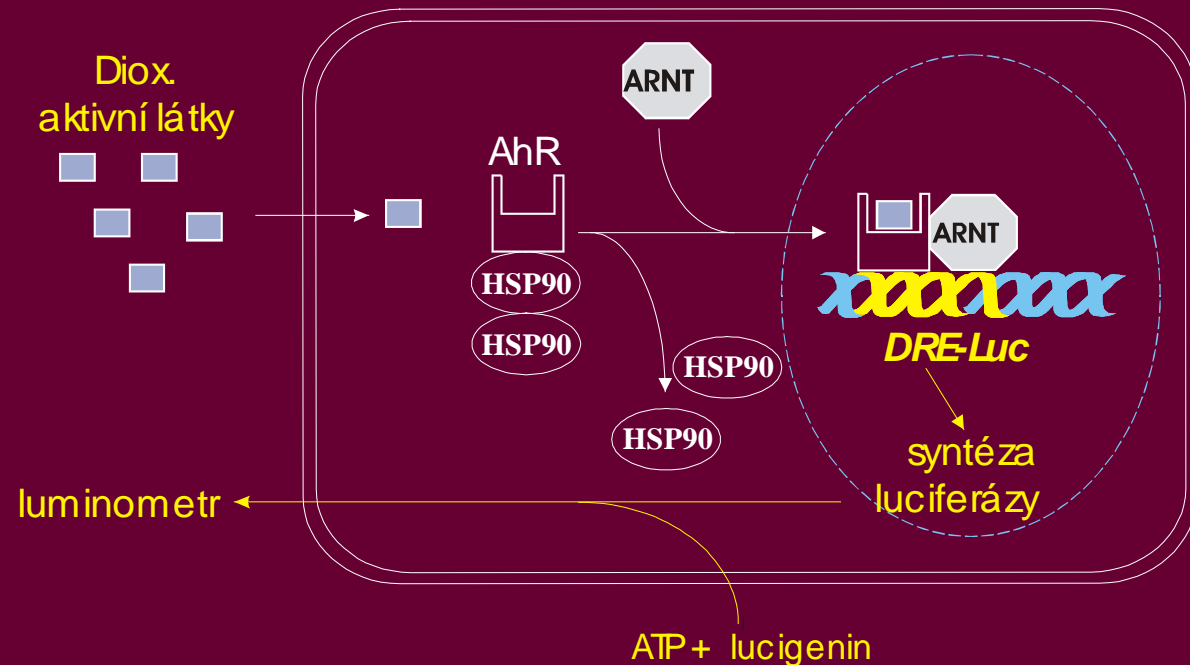 Diox.
aktivní látky
ARNT
AhR
HSP90
HSP90
HSP90
HSP90
ARNT
DRE-Luc
syntéza
luciferázy
luminometr
ATP + lucigenin